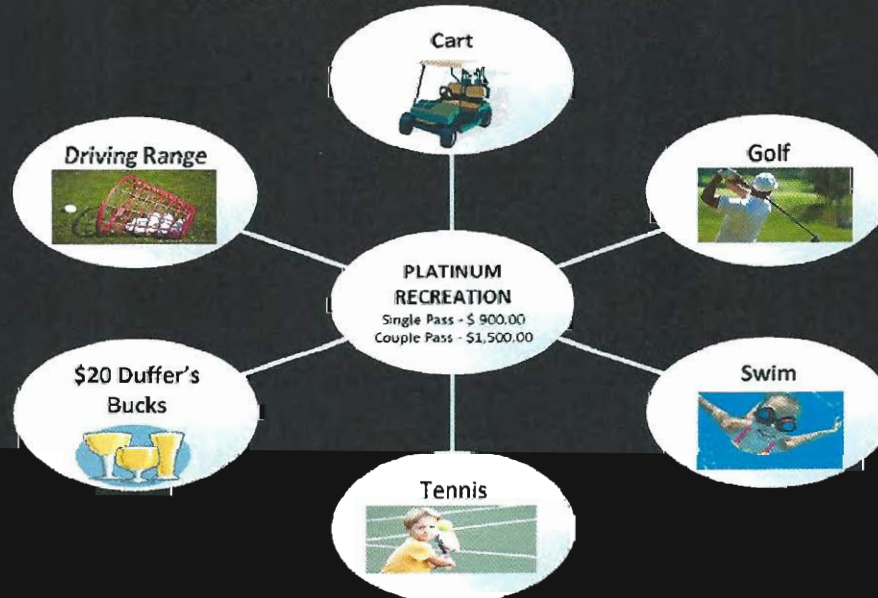 Cart
Golf
Swim
Tennis
$20 Duffer's
Bucks
Driving Range
PLATINUM
RECREATION
Single Pass - $ 900.00
Couple Pass - $1,500.00